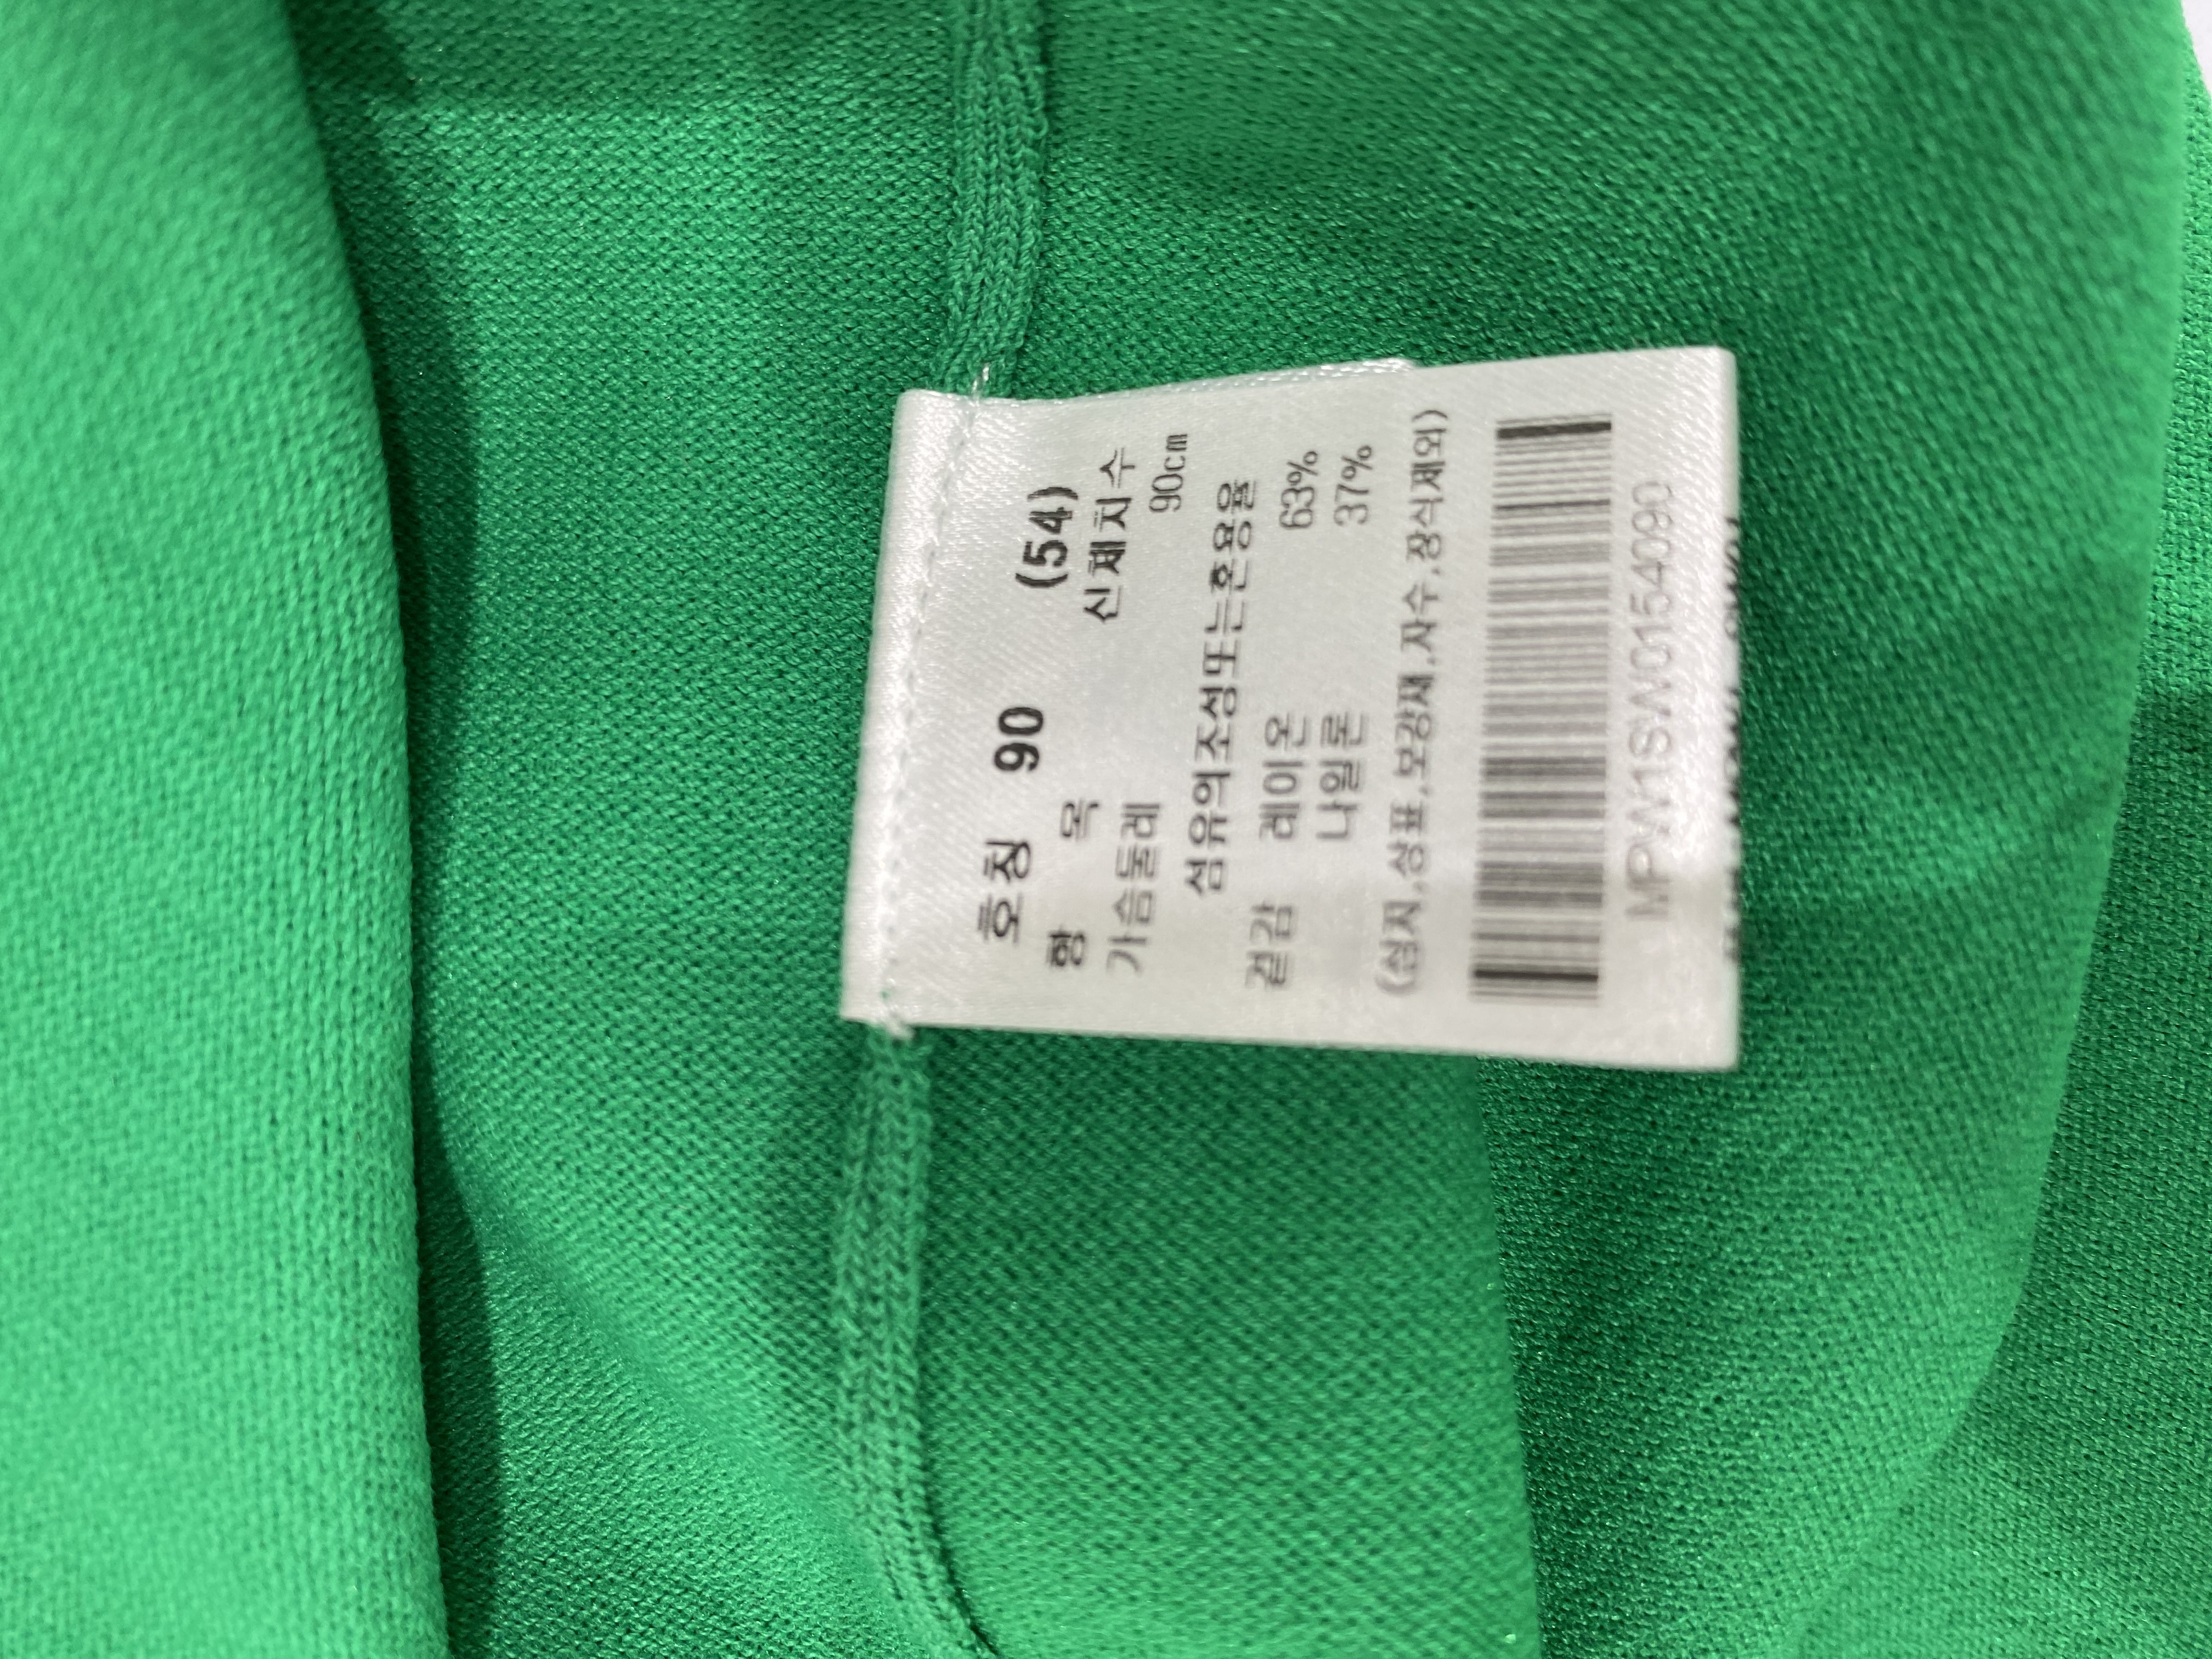 호칭 90 (54)
항 목 신체치수
가슴둘레 90cm
섬유의조성또는혼용율
겉감 레이온 63%
나일론 37%
(심지,상표,보강재,자수,장식제외)
MPW1SW0154090